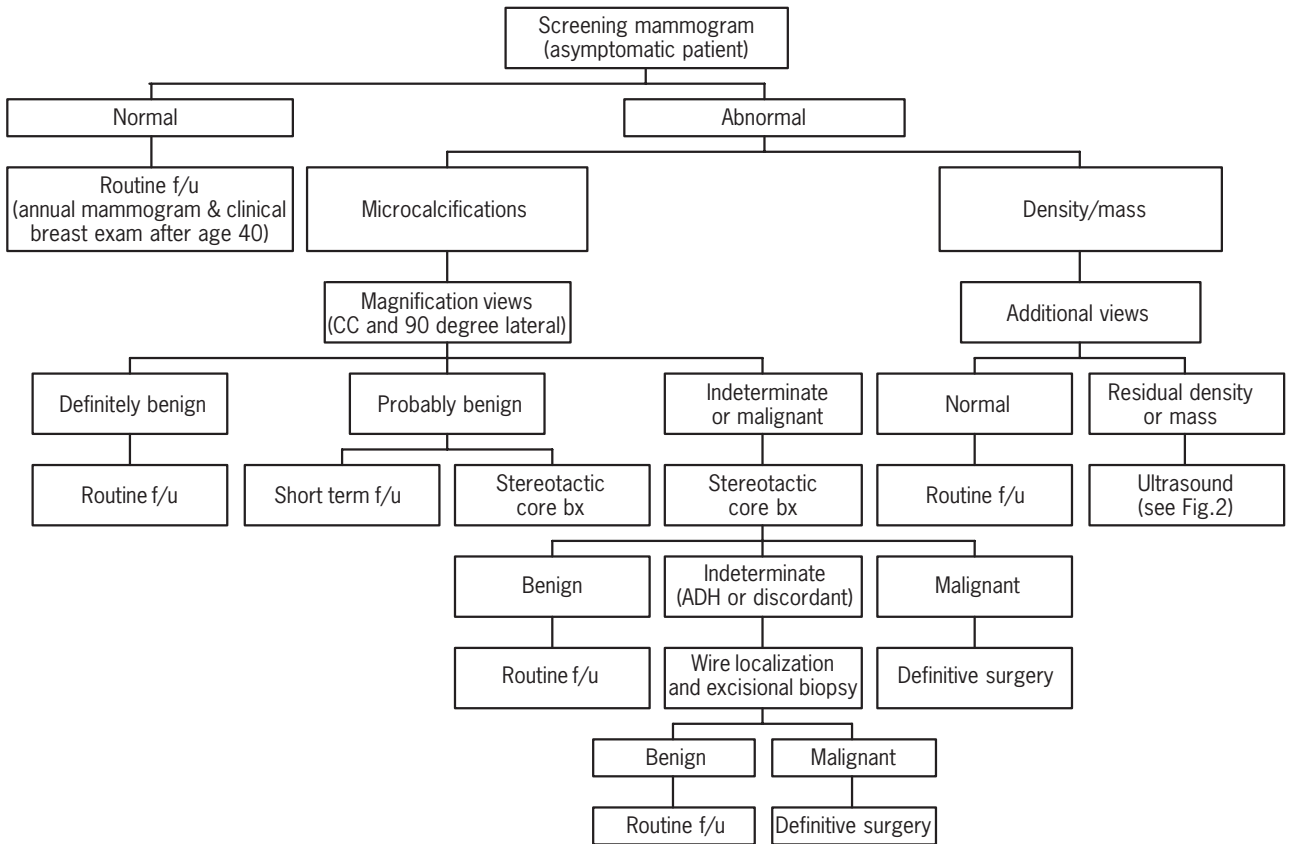 Screening mammogram
(asymptomatic patient)
Normal
Abnormal
Routine f/u
(annual mammogram & clinical
breast exam after age 40)
Microcalcifications
Density/mass
Magnification views
(CC and 90 degree lateral)
Additional views
Definitely benign
Probably benign
Indeterminate
or malignant
Normal
Residual density
or mass
Routine f/u
Short term f/u
Stereotactic
core bx
Stereotactic
core bx
Routine f/u
Ultrasound
(see Fig.2)
Benign
Indeterminate
(ADH or discordant)
Malignant
Routine f/u
Wire localization
and excisional biopsy
Definitive surgery
Benign
Malignant
Routine f/u
Definitive surgery